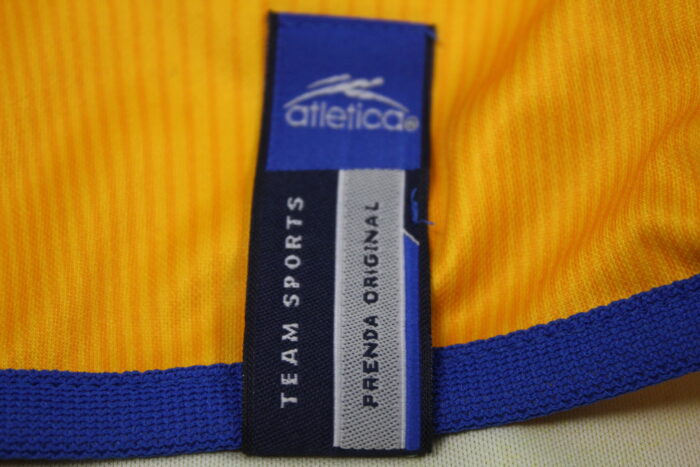 atletica®
TEAM SPORTS
PRENDA ORIGINAL